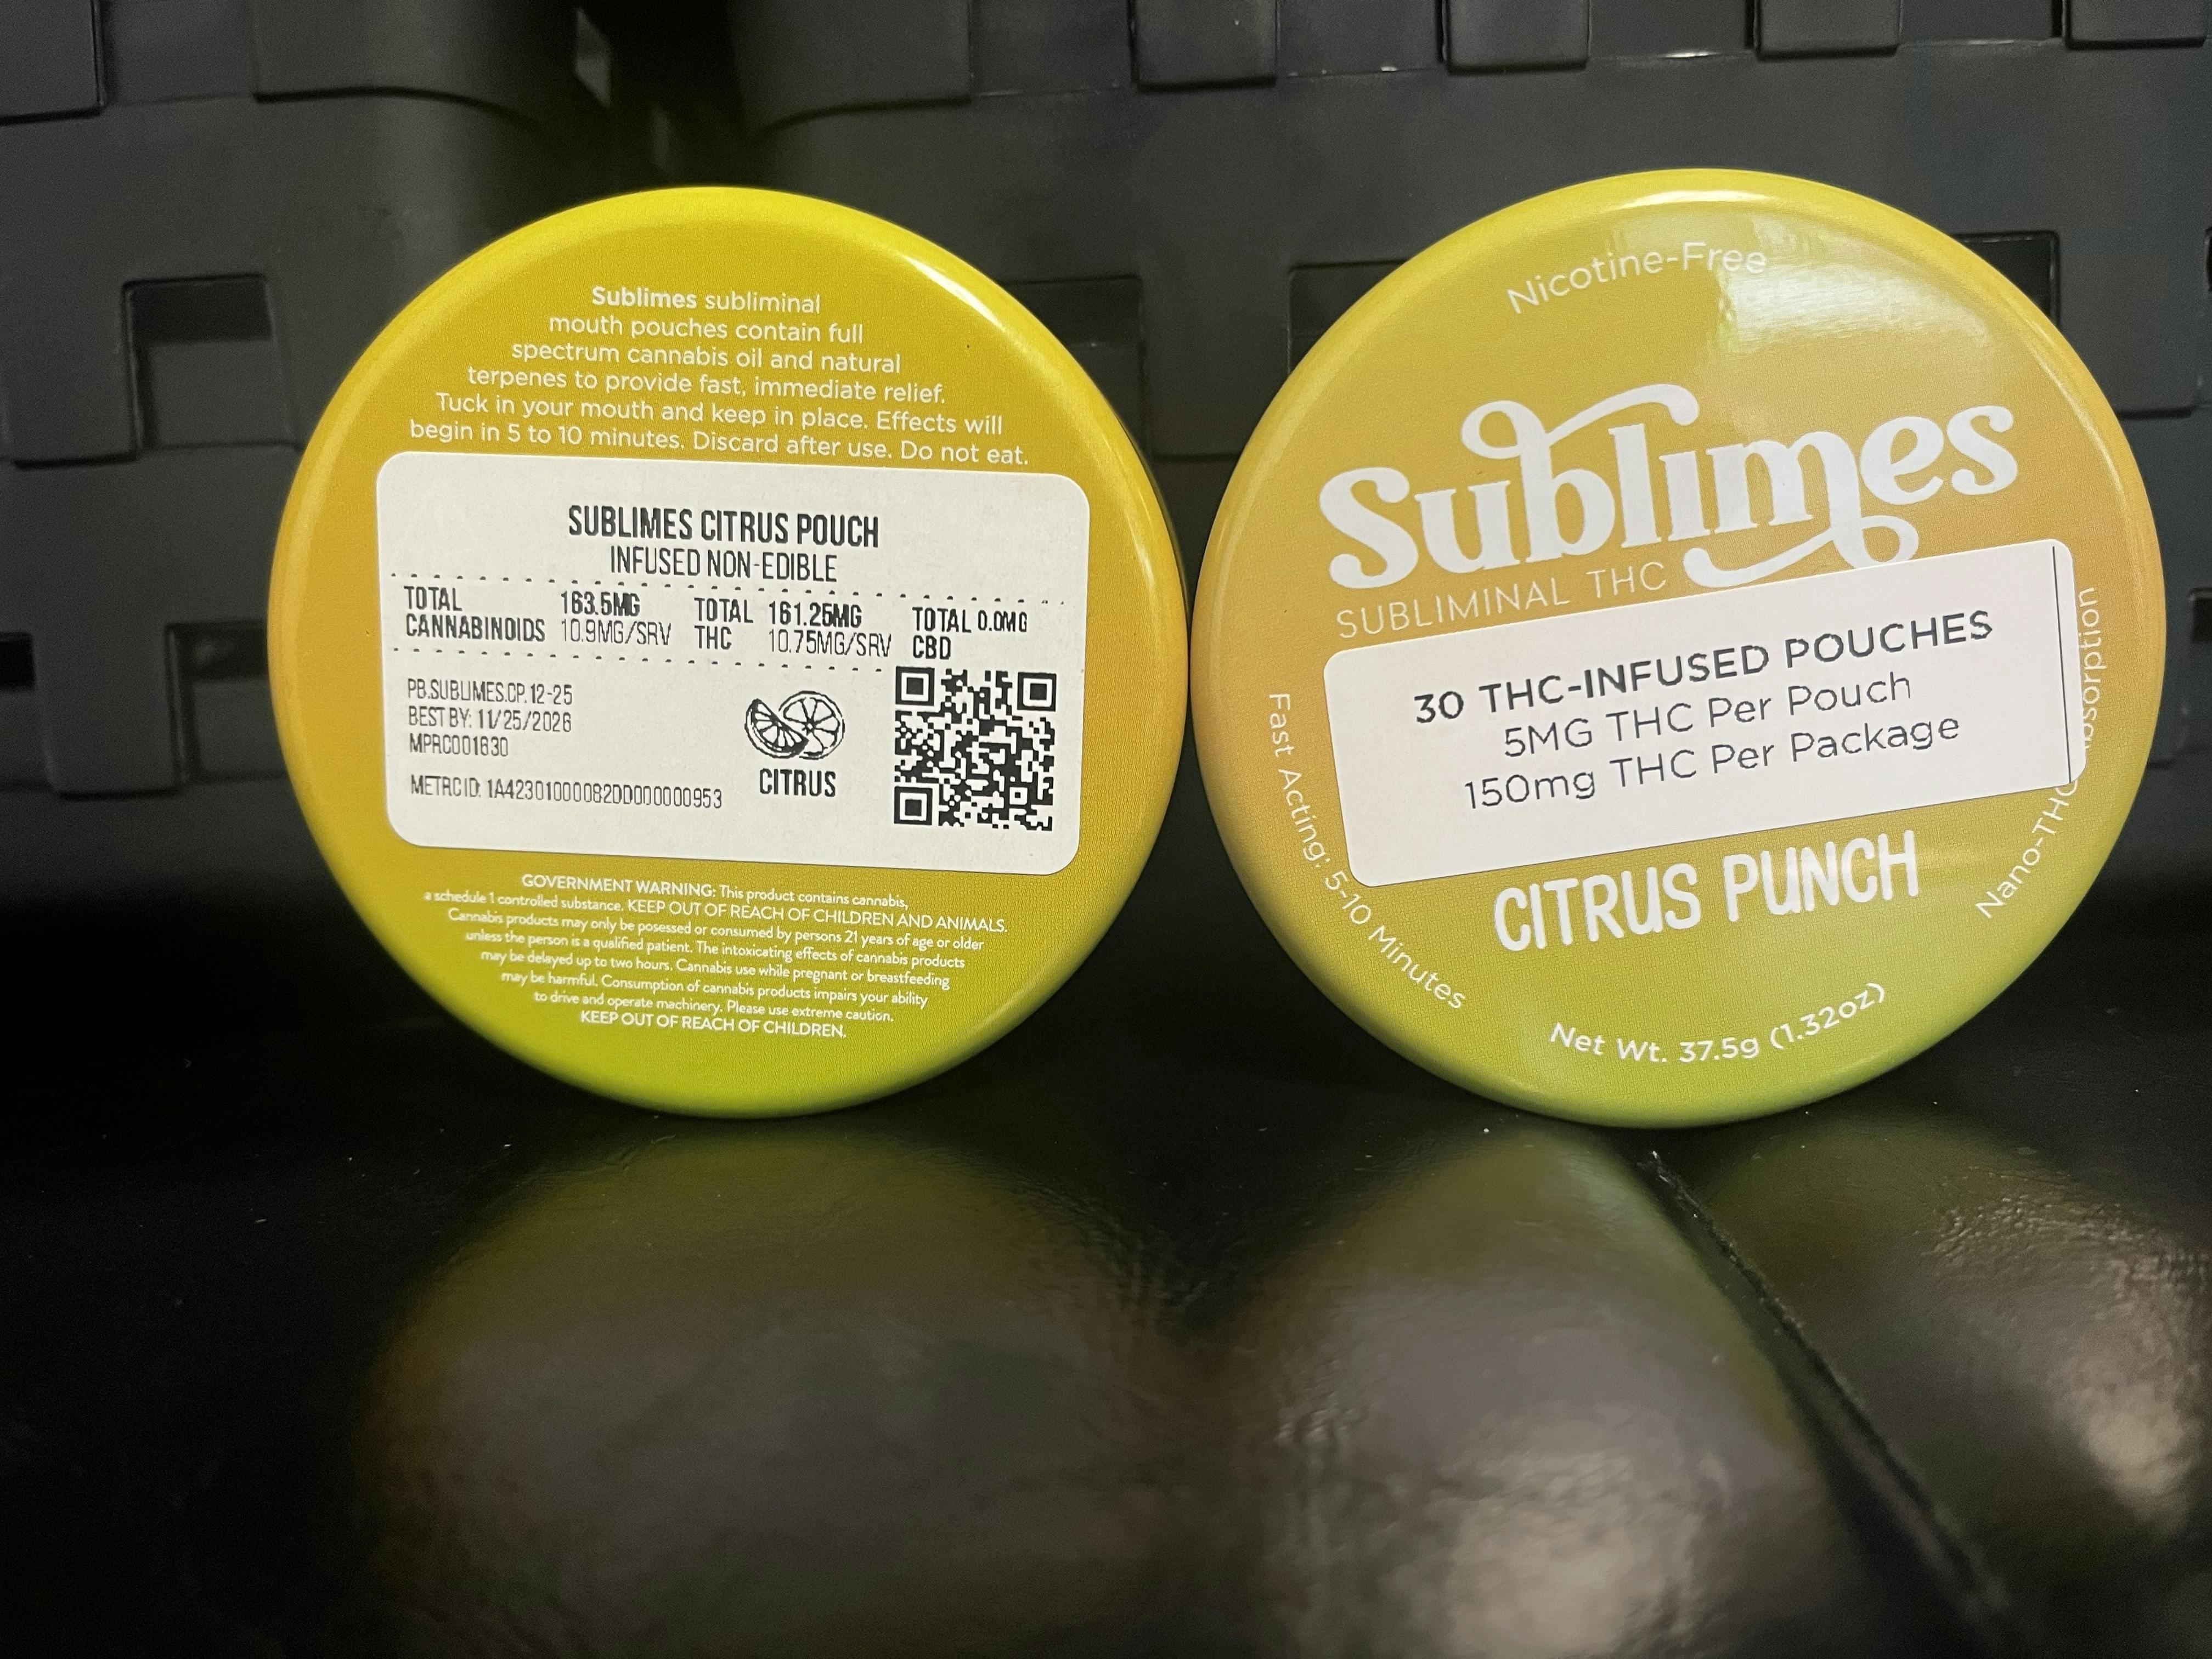 Sublimes subliminal
mouth pouches contain full
spectrum cannabis oil and natural
terpenes to provide fast, immediate relief.
Tuck in your mouth and keep in place. Effects will
begin in 5 to 10 minutes. Discard after use. Do not eat.
SUBLIMES CITRUS POUCH
INFUSED NON-EDIBLE
TOTAL CANNABINOIDS 163.5MG 10.9MG/SRV
TOTAL THC 161.25MG 10.75MG/SRV
TOTAL CBD 0.0MG
PB.SUBLIMES.CP.12-25
BEST BY: 11/25/2026
MPRC001630
METRC ID: 1A42301000082DD000000953
CITRUS
GOVERNMENT WARNING: This product contains cannabis,
a schedule 1 controlled substance. KEEP OUT OF REACH OF CHILDREN AND ANIMALS.
Cannabis products may only be posessed or consumed by persons 21 years of age or older
unless the person is a qualified patient. The intoxicating effects of cannabis products
may be delayed up to two hours. Cannabis use while pregnant or breastfeeding
may be harmful. Consumption of cannabis products impairs your ability
to drive and operate machinery. Please use extreme caution.
KEEP OUT OF REACH OF CHILDREN.
Nicotine-Free
Sublimes
SUBLIMINAL THC
30 THC-INFUSED POUCHES
5MG THC Per Pouch
150mg THC Per Package
CITRUS PUNCH
Fast Acting: 5-10 Minutes
Nano-THC
Net Wt. 37.5g (1.32oz)